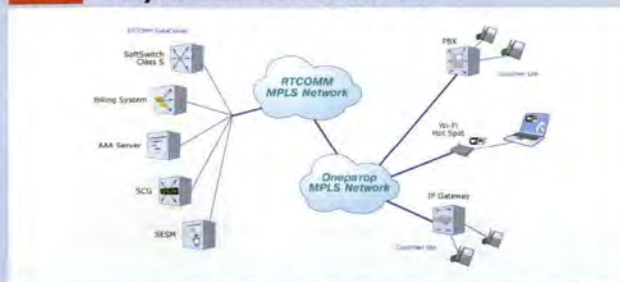 RTCOMM DataCenter
SoftSwitch
Class 5
Billing System
AAA Server
SCG
SESM
RTCOMM
MPLS Network
Оператор
MPLS Network
PBX
Customer Site
Wi-Fi
Hot Spot
IP Gateway
Customer Site